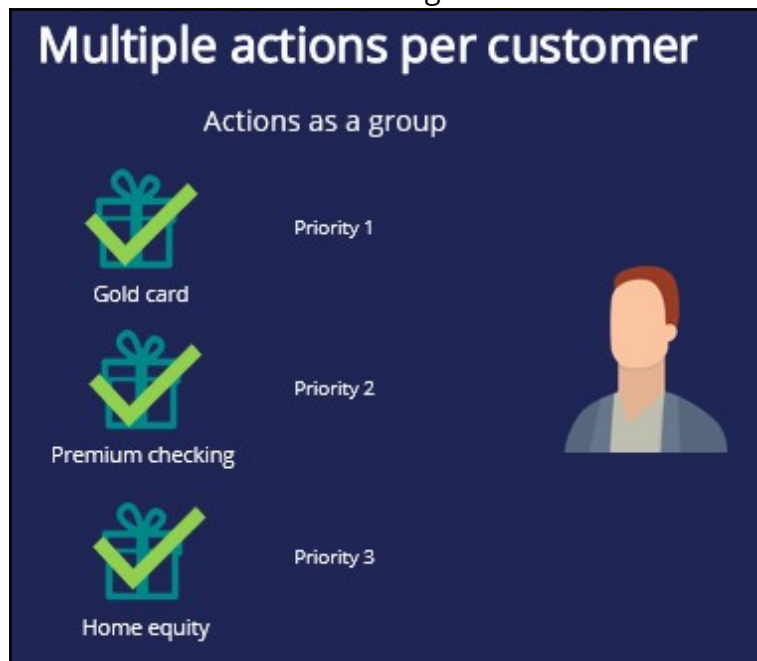 Multiple actions per customer
Actions as a group
Priority 1
Gold card
Priority 2
Premium checking
Priority 3
Home equity